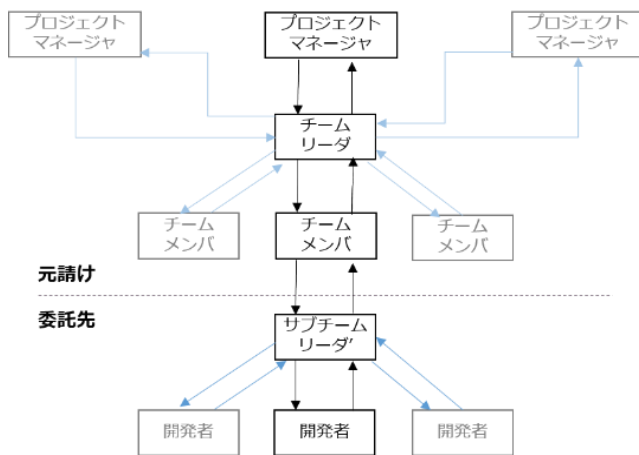 プロジェクト
マネージャ
プロジェクト
マネージャ
プロジェクト
マネージャ
チーム
リーダ
チーム
メンバ
チーム
メンバ
チーム
メンバ
元請け
委託先
サブチーム
リーダ’
開発者
開発者
開発者